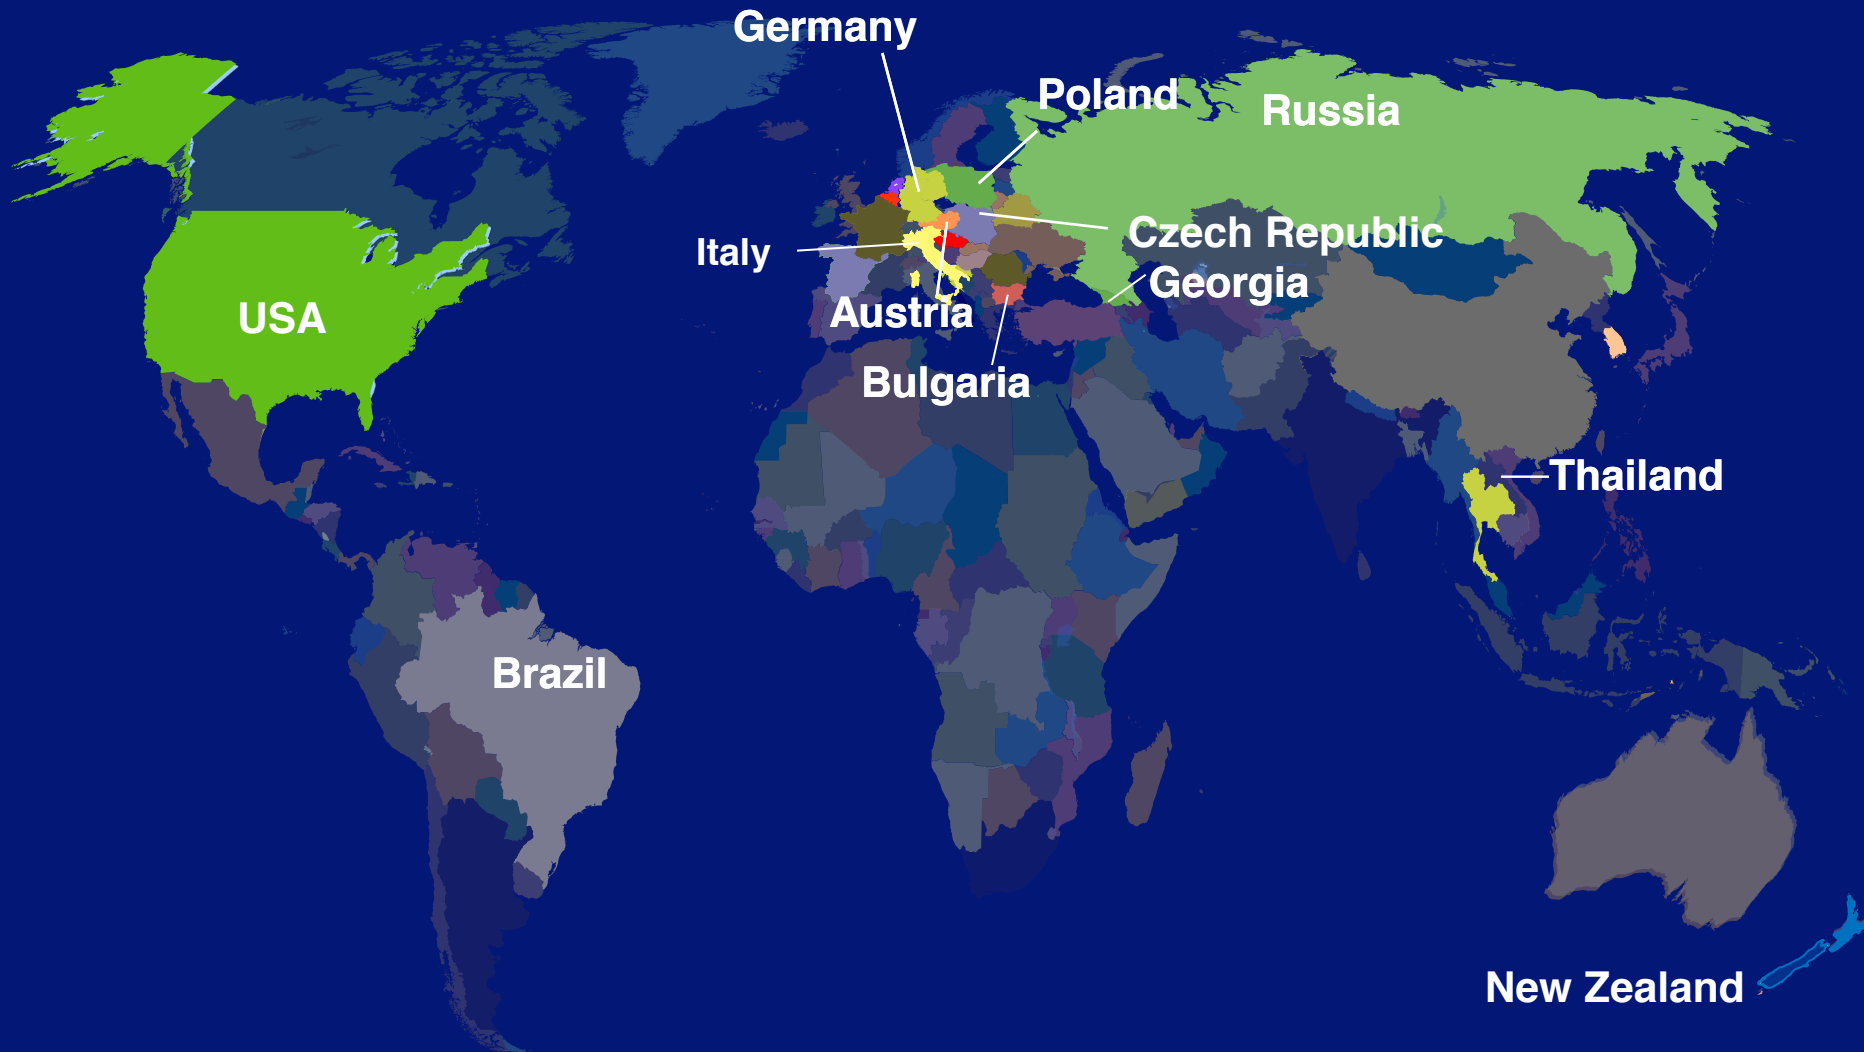 Germany
Poland
Russia
Czech Republic
Italy
Georgia
Austria
USA
Bulgaria
Thailand
Brazil
New Zealand